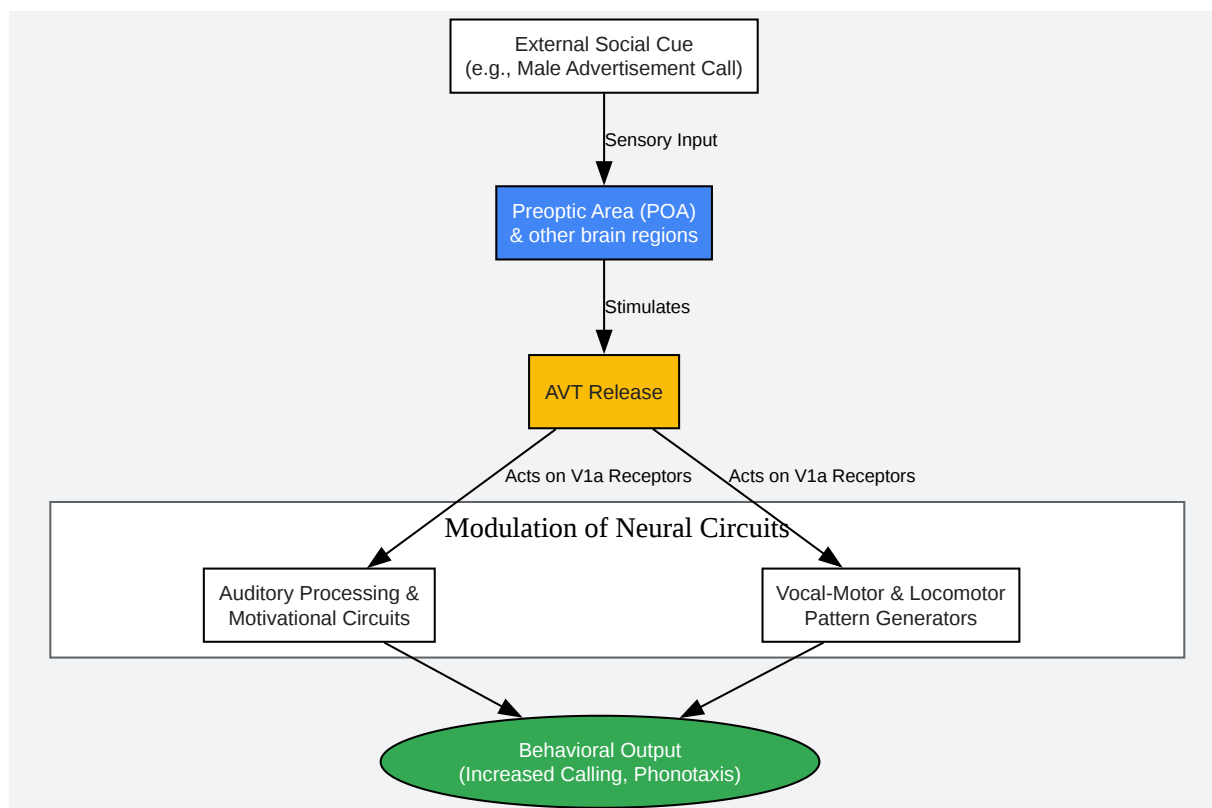 External Social Cue
(e.g., Male Advertisement Call)
Sensory Input
Preoptic Area (POA)
& other brain regions
Stimulates
AVT Release
Acts on V1a Receptors
Acts on V1a Receptors
Modulation of Neural Circuits
Auditory Processing &
Motivational Circuits
Vocal-Motor & Locomotor
Pattern Generators
Behavioral Output
(Increased Calling, Phonotaxis)